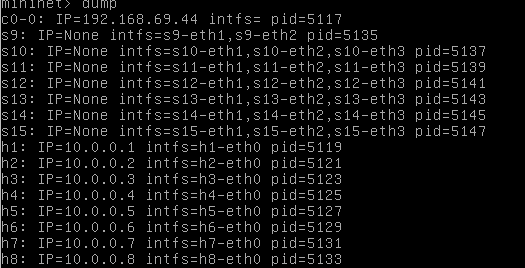 mininet> dump
c0-0: IP=192.168.69.44 intfs= pid=5117
s9: IP=None intfs=s9-eth1,s9-eth2 pid=5135
s10: IP=None intfs=s10-eth1,s10-eth2,s10-eth3 pid=5137
s11: IP=None intfs=s11-eth1,s11-eth2,s11-eth3 pid=5139
s12: IP=None intfs=s12-eth1,s12-eth2,s12-eth3 pid=5141
s13: IP=None intfs=s13-eth1,s13-eth2,s13-eth3 pid=5143
s14: IP=None intfs=s14-eth1,s14-eth2,s14-eth3 pid=5145
s15: IP=None intfs=s15-eth1,s15-eth2,s15-eth3 pid=5147
h1: IP=10.0.0.1 intfs=h1-eth0 pid=5119
h2: IP=10.0.0.2 intfs=h2-eth0 pid=5121
h3: IP=10.0.0.3 intfs=h3-eth0 pid=5123
h4: IP=10.0.0.4 intfs=h4-eth0 pid=5125
h5: IP=10.0.0.5 intfs=h5-eth0 pid=5127
h6: IP=10.0.0.6 intfs=h6-eth0 pid=5129
h7: IP=10.0.0.7 intfs=h7-eth0 pid=5131
h8: IP=10.0.0.8 intfs=h8-eth0 pid=5133